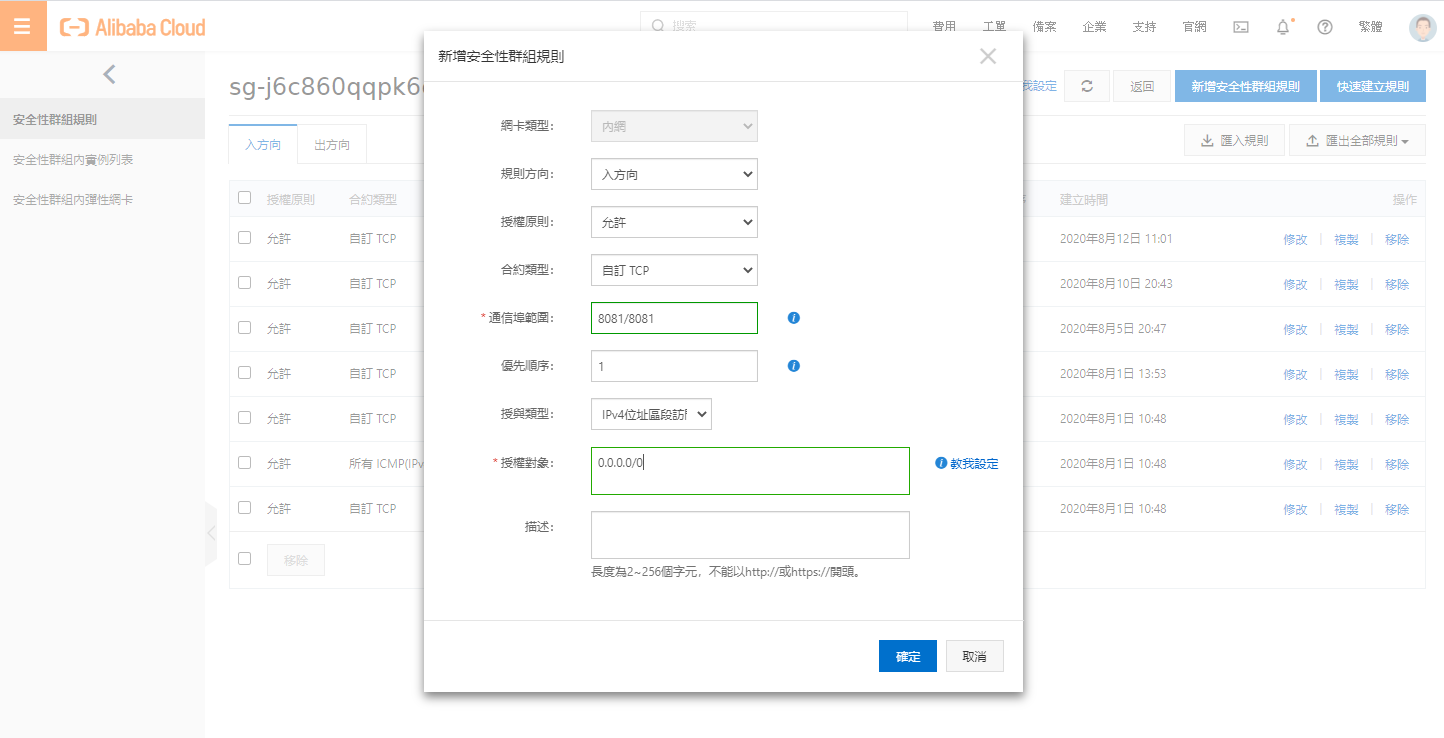 Alibaba Cloud
搜索
費用 工單 備案 企業 支持 官網 繁體
新增安全性群組規則
sg-j6c860qqpk6
我設定 返回 新增安全性群組規則 快速建立規則
安全性群組規則
安全性群組內實例列表
安全性群組內彈性網卡
入方向 出方向
匯入規則 匯出全部規則
授權原則 合約類型 建立時間 操作
允許 自訂 TCP 2020年8月12日 11:01 修改 複製 移除
允許 自訂 TCP 2020年8月10日 20:43 修改 複製 移除
允許 自訂 TCP 2020年8月5日 20:47 修改 複製 移除
允許 自訂 TCP 2020年8月1日 13:53 修改 複製 移除
允許 自訂 TCP 2020年8月1日 10:48 修改 複製 移除
允許 所有 ICMP(IPv 2020年8月1日 10:48 修改 複製 移除
允許 自訂 TCP 2020年8月1日 10:48 修改 複製 移除
移除
網卡類型: 內網
規則方向: 入方向
授權原則: 允許
合約類型: 自訂 TCP
*通信埠範圍: 8081/8081
優先順序: 1
授與類型: IPv4位址區段訪
*授權對象: 0.0.0.0/0 教我設定
描述:
長度為2~256個字元，不能以http://或https://開頭。
確定 取消